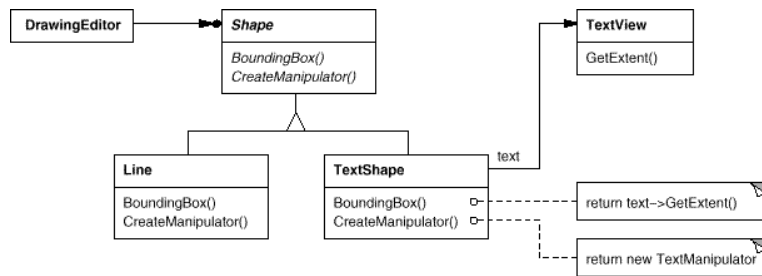 DrawingEditor
Shape
BoundingBox()
CreateManipulator()
TextView
GetExtent()
Line
BoundingBox()
CreateManipulator()
TextShape
BoundingBox()
CreateManipulator()
text
return text->GetExtent()
return new TextManipulator